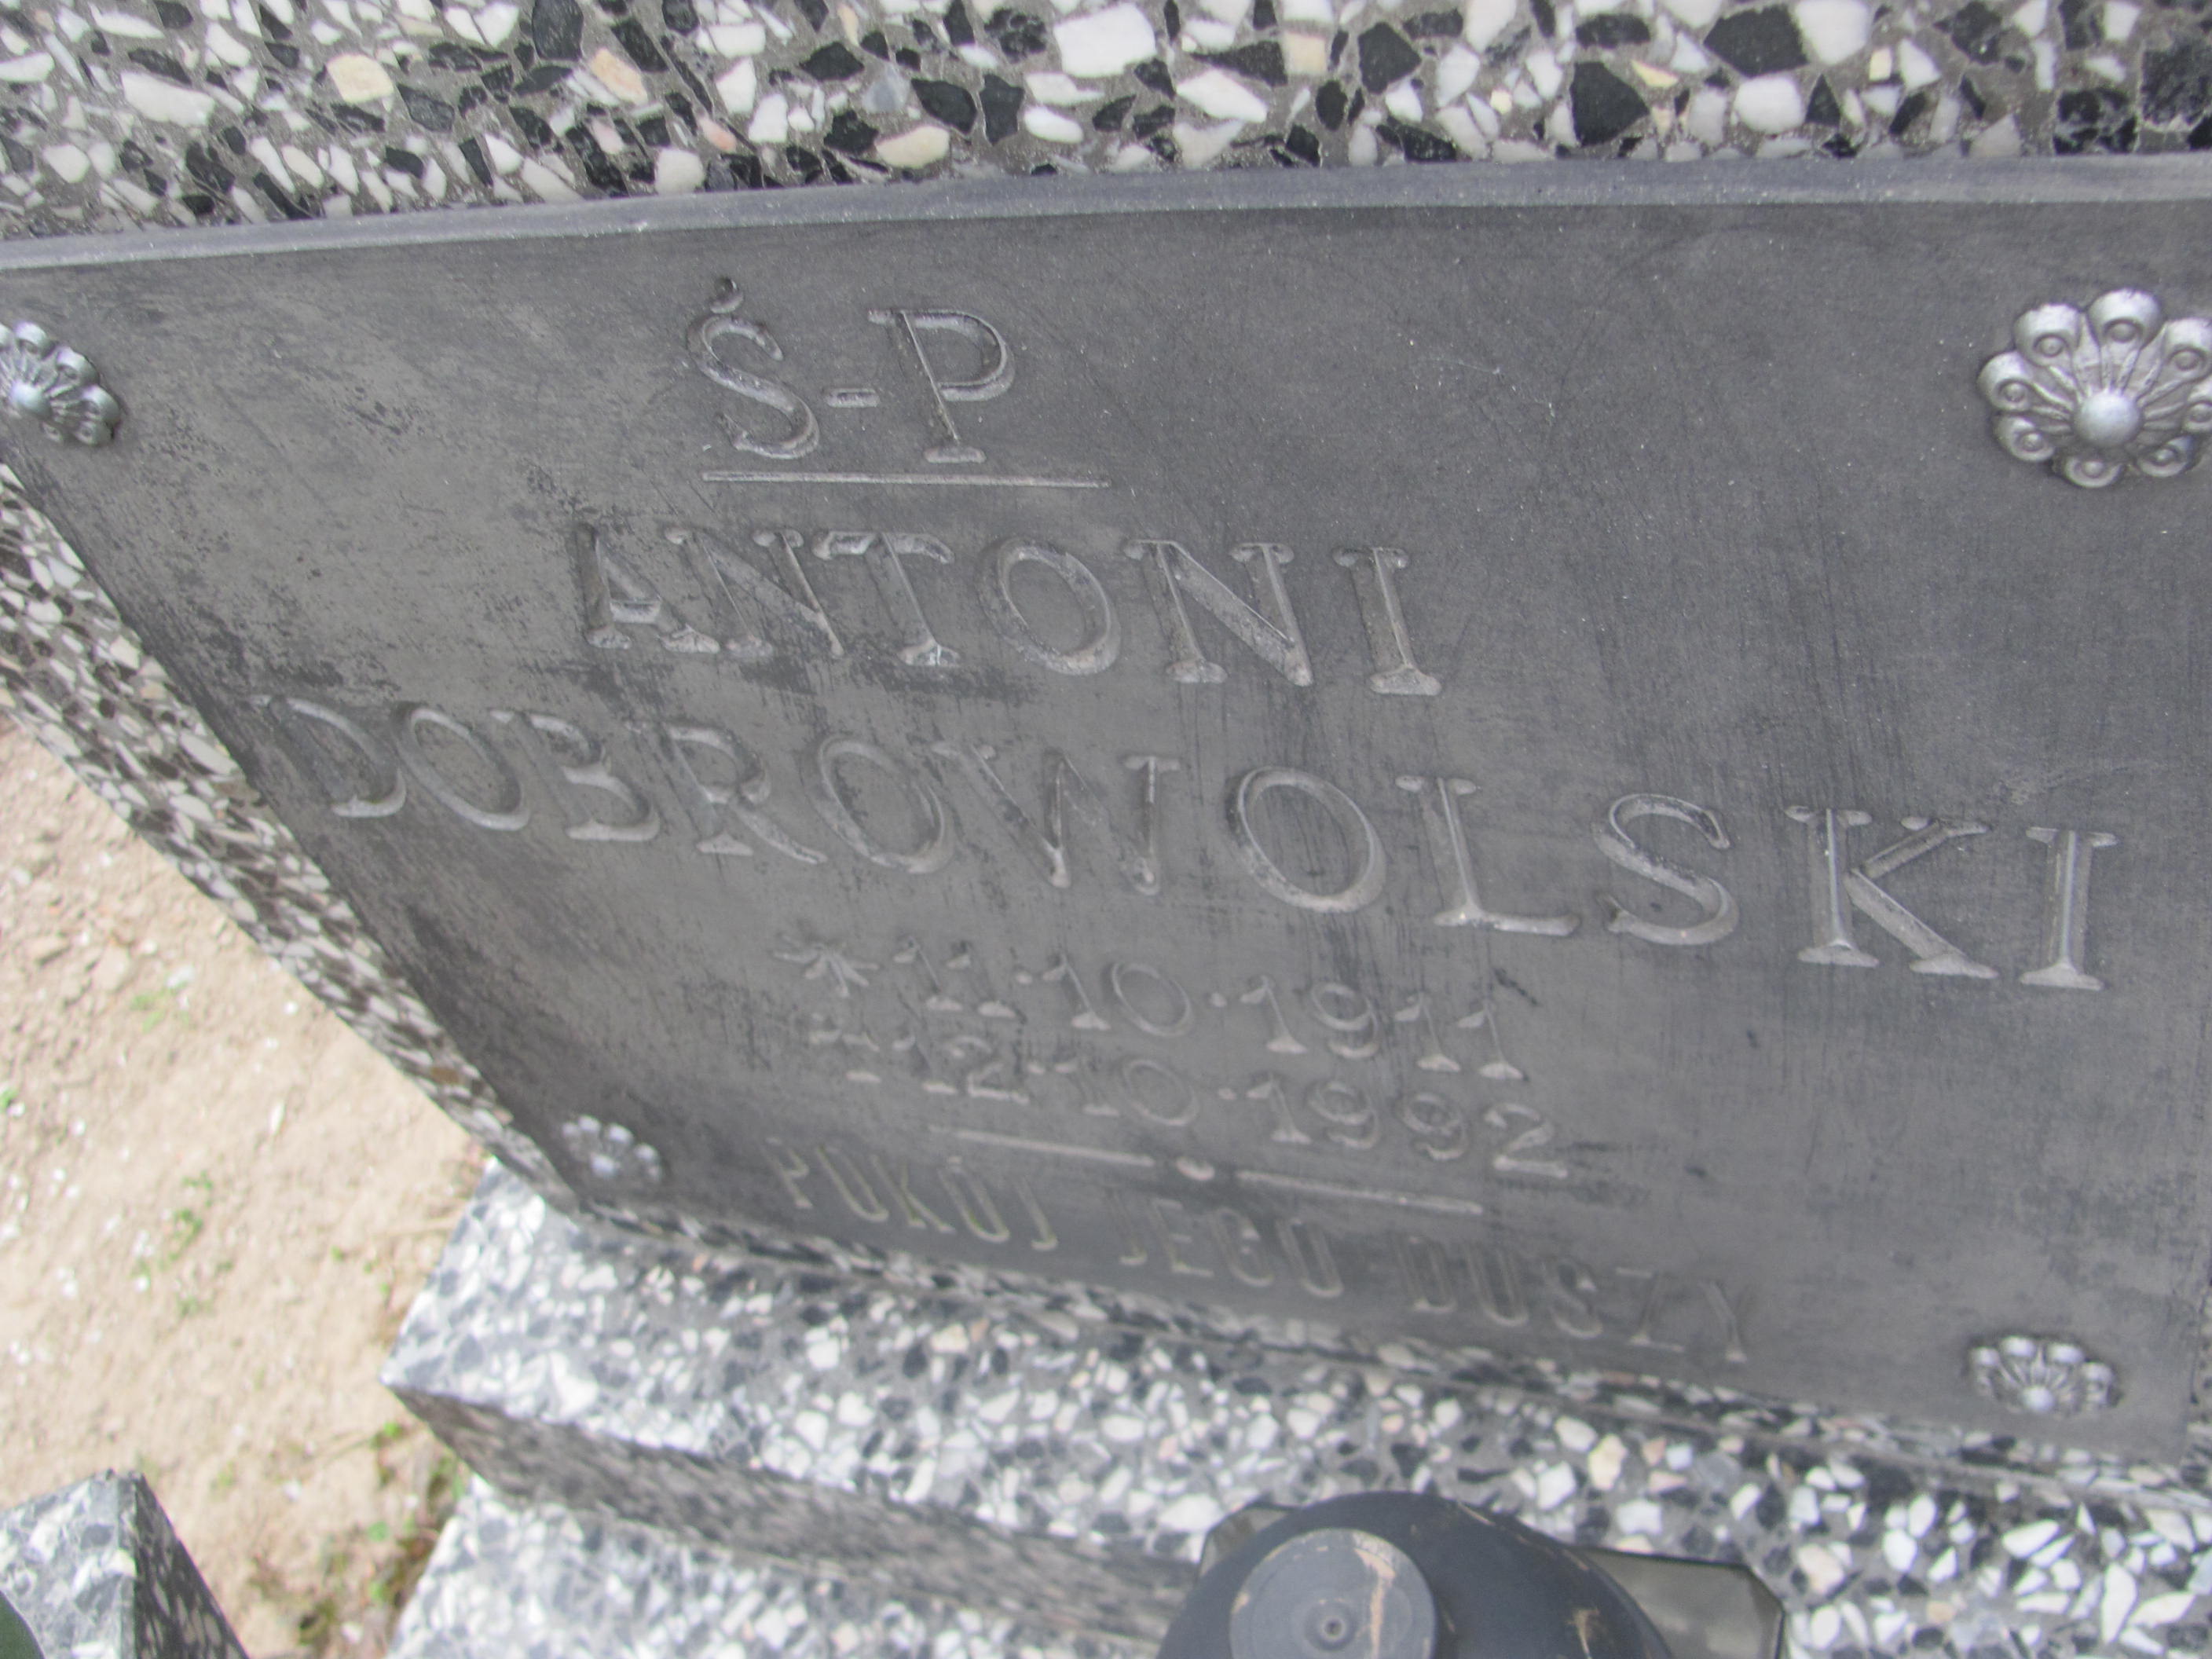 Ś-P
ANTONI
DOBROWOLSKI
* 11·10·1911
+ 12·10·1992
POKÓJ JEGO DUSZY